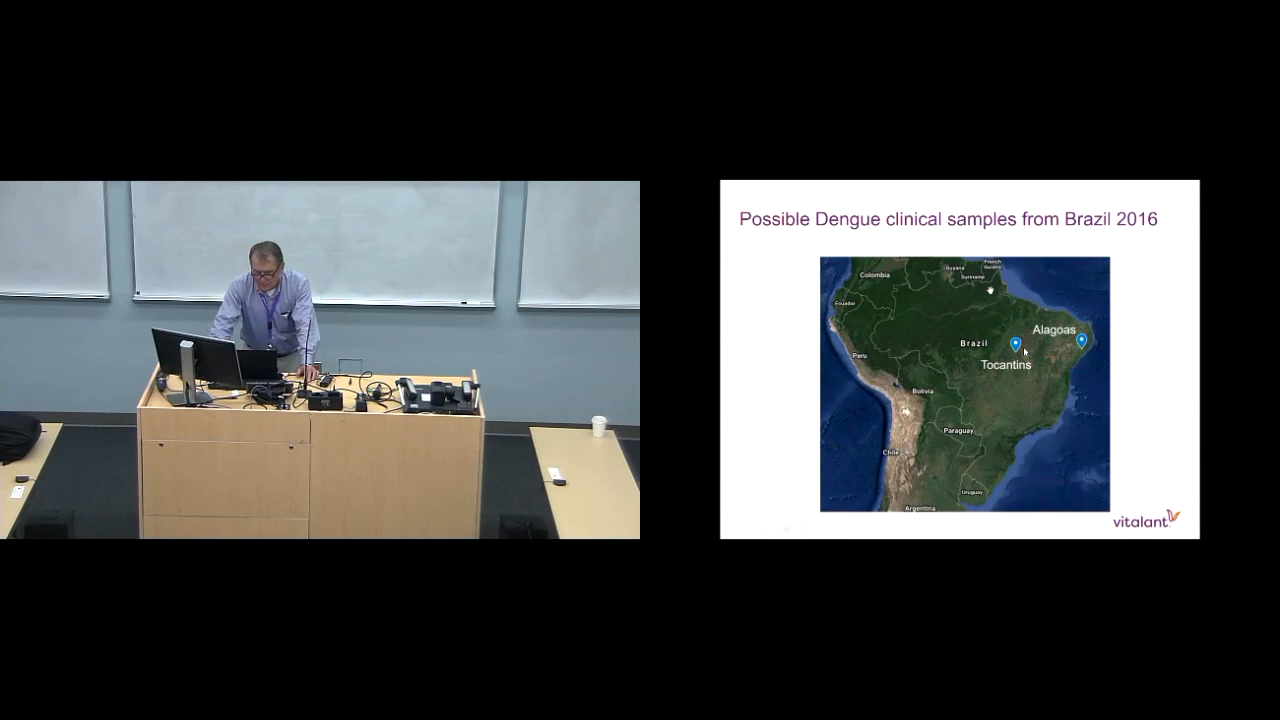 Possible Dengue clinical samples from Brazil 2016
French
Guiana
Guyana
Suriname
Colombia
Ecuador
Alagoas
Brazil
Peru
Tocantins
Bolivia
Paraguay
Chile
Uruguay
Argentina
vitalant